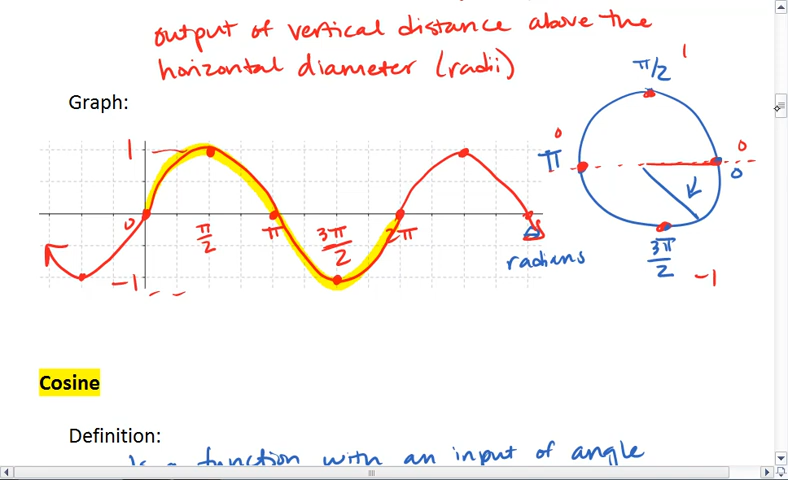 output of vertical distance above the
horizontal diameter (radii)
Graph:
1
0
π/2
π
3π/2
2π
radians
-1
π/2
1
0
π
0
0
3π/2
-1
Cosine
Definition:
Is a function with an input of angle